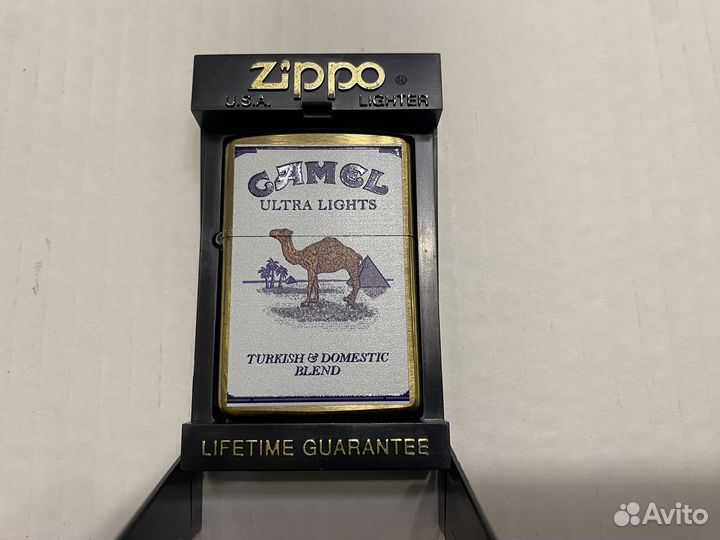 Zippo ®
U.S.A. LIGHTER
CAMEL
ULTRA LIGHTS
TURKISH & DOMESTIC
BLEND
LIFETIME GUARANTEE
Avito